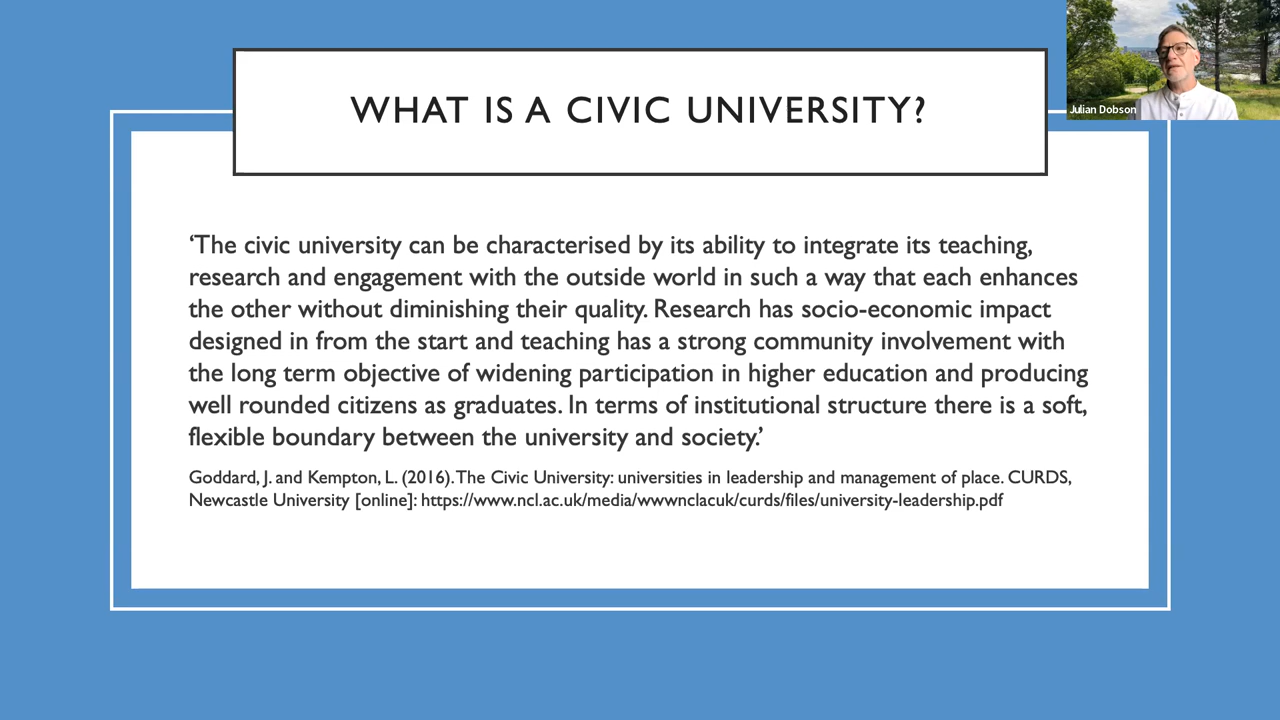 WHAT IS A CIVIC UNIVERSITY?
Julian Dobson
‘The civic university can be characterised by its ability to integrate its teaching,
research and engagement with the outside world in such a way that each enhances
the other without diminishing their quality. Research has socio-economic impact
designed in from the start and teaching has a strong community involvement with
the long term objective of widening participation in higher education and producing
well rounded citizens as graduates. In terms of institutional structure there is a soft,
flexible boundary between the university and society.’
Goddard, J. and Kempton, L. (2016). The Civic University: universities in leadership and management of place. CURDS,
Newcastle University [online]: https://www.ncl.ac.uk/media/wwwnclacuk/curds/files/university-leadership.pdf